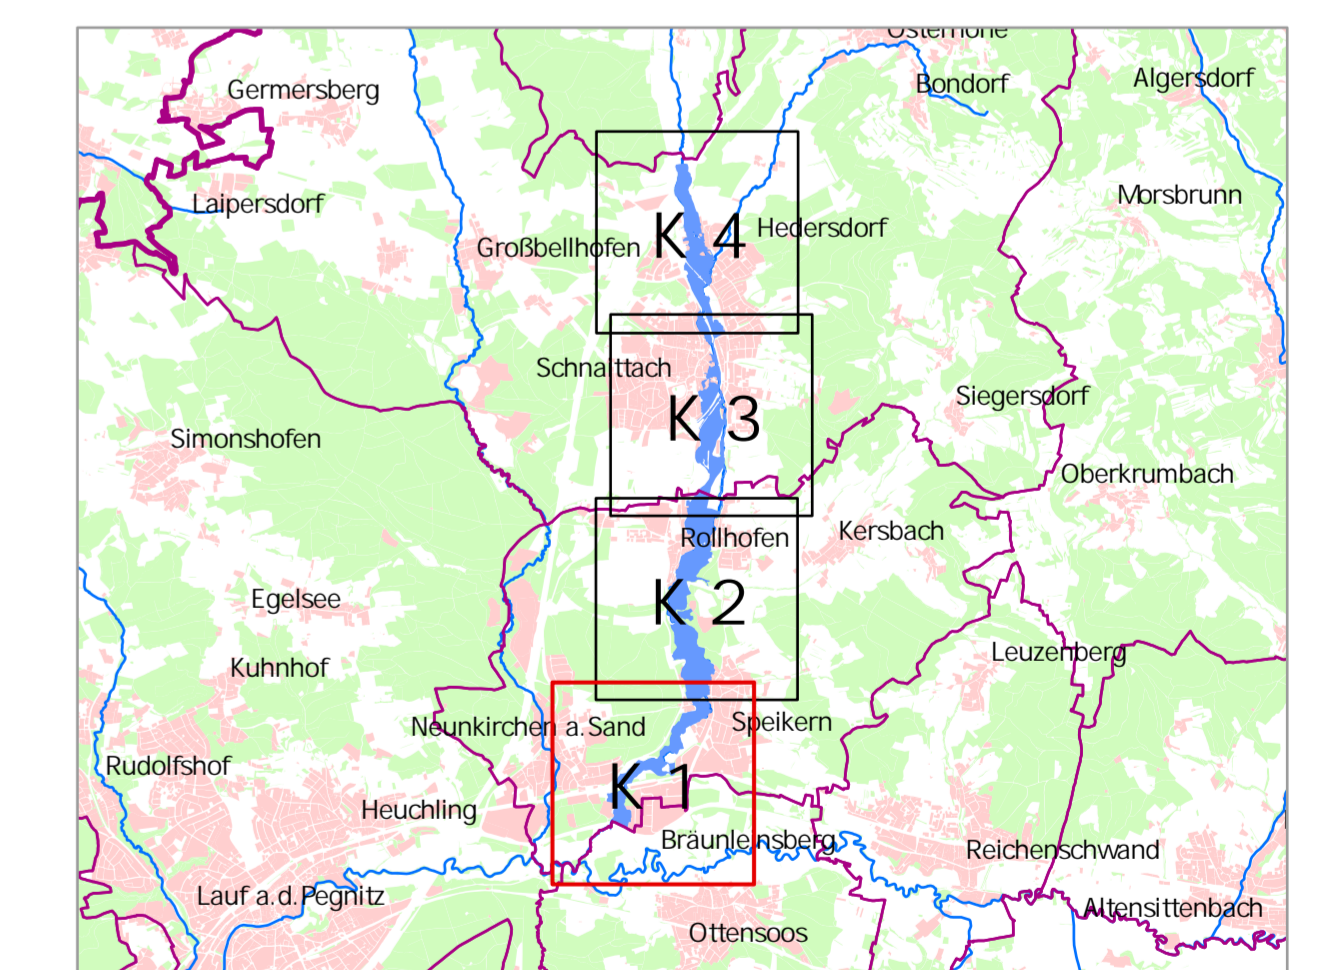 Osterhöhe
Bondorf
Algersdorf
Germersberg
Morsbrunn
Laipersdorf
Hedersdorf
K 4
Großbellhofen
Schnaittach
Siegersdorf
K 3
Simonshofen
Oberkrumbach
Kersbach
Rollhofen
Egelsee
K 2
Leuzenberg
Kuhnhof
Speikern
Neunkirchen a.Sand
Rudolfshof
K 1
Heuchling
Bräunleinsberg
Reichenschwand
Lauf a.d.Pegnitz
Altensittenbach
Ottensoos